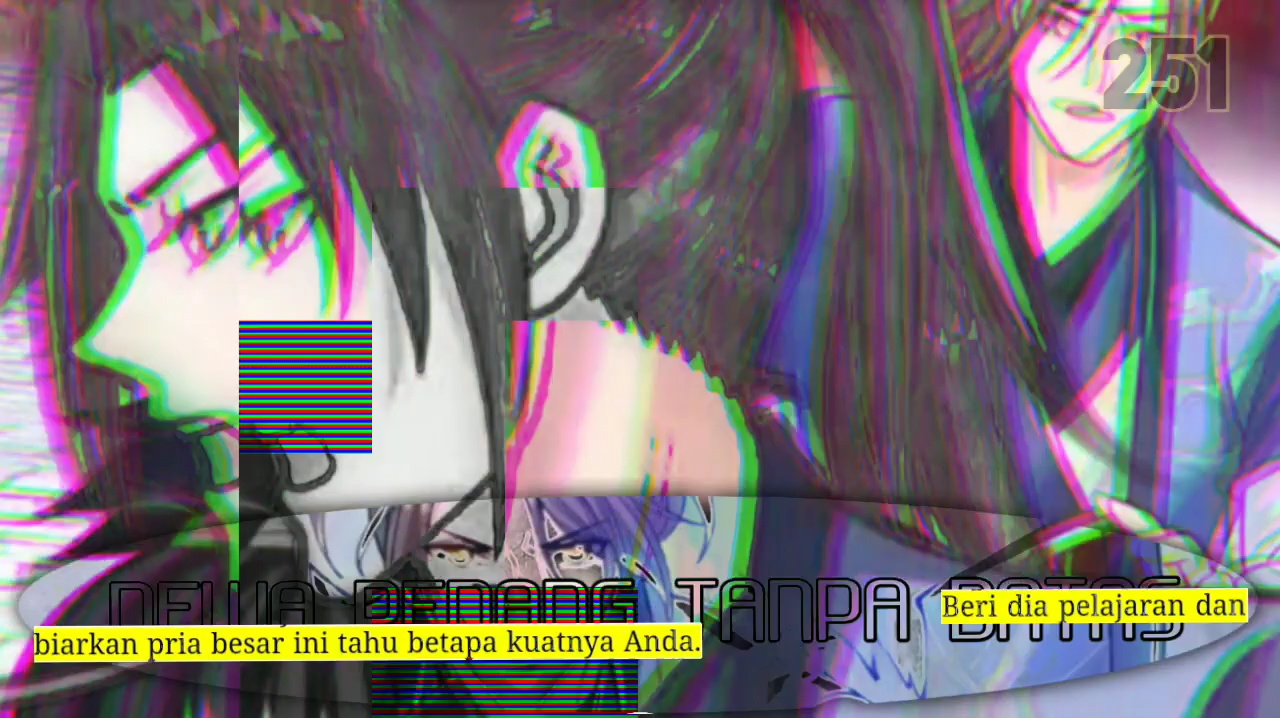 251
DEWA PEDANG TANPA BATAS
Beri dia pelajaran dan
biarkan pria besar ini tahu betapa kuatnya Anda.